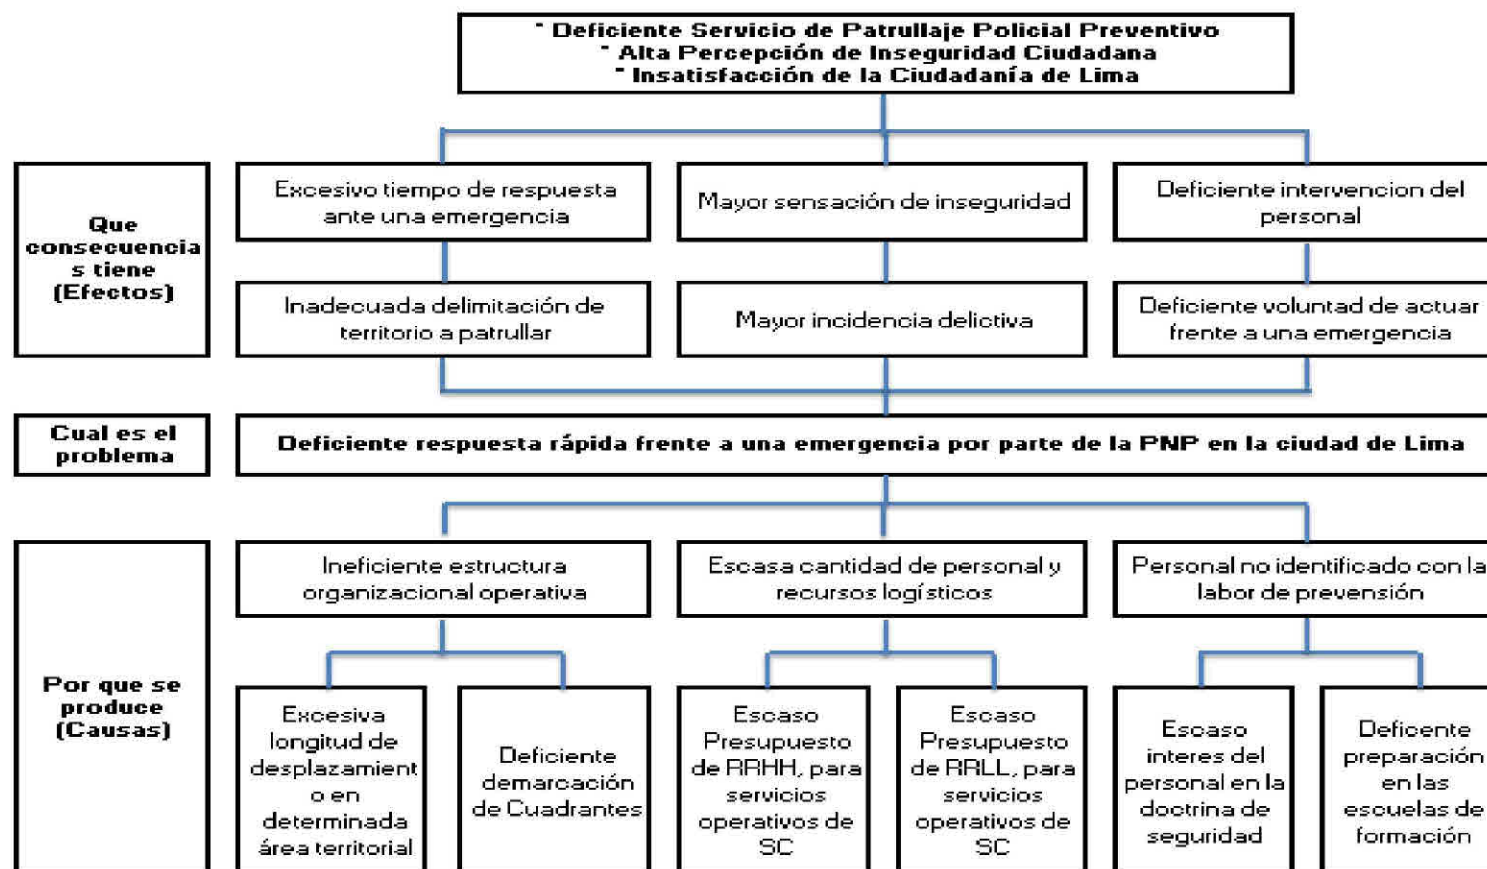 * Deficiente Servicio de Patrullaje Policial Preventivo
* Alta Percepción de Inseguridad Ciudadana
* Insatisfacción de la Ciudadanía de Lima
Que
consecuencia
s tiene
(Efectos)
Excesivo tiempo de respuesta
ante una emergencia
Mayor sensación de inseguridad
Deficiente intervencion del
personal
Inadecuada delimitación de
territorio a patrullar
Mayor incidencia delictiva
Deficiente voluntad de actuar
frente a una emergencia
Cual es el
problema
Deficiente respuesta rápida frente a una emergencia por parte de la PNP en la ciudad de Lima
Por que se
produce
(Causas)
Ineficiente estructura
organizacional operativa
Escasa cantidad de personal y
recursos logísticos
Personal no identificado con la
labor de prevensión
Excesiva
longitud de
desplazamient
o en
determinada
área territorial
Deficiente
demarcación
de Cuadrantes
Escaso
Presupuesto
de RRHH, para
servicios
operativos de
SC
Escaso
Presupuesto
de RRLL, para
servicios
operativos de
SC
Escaso
interes del
personal en la
doctrina de
seguridad
Deficente
preparación
en las
escuelas de
formación